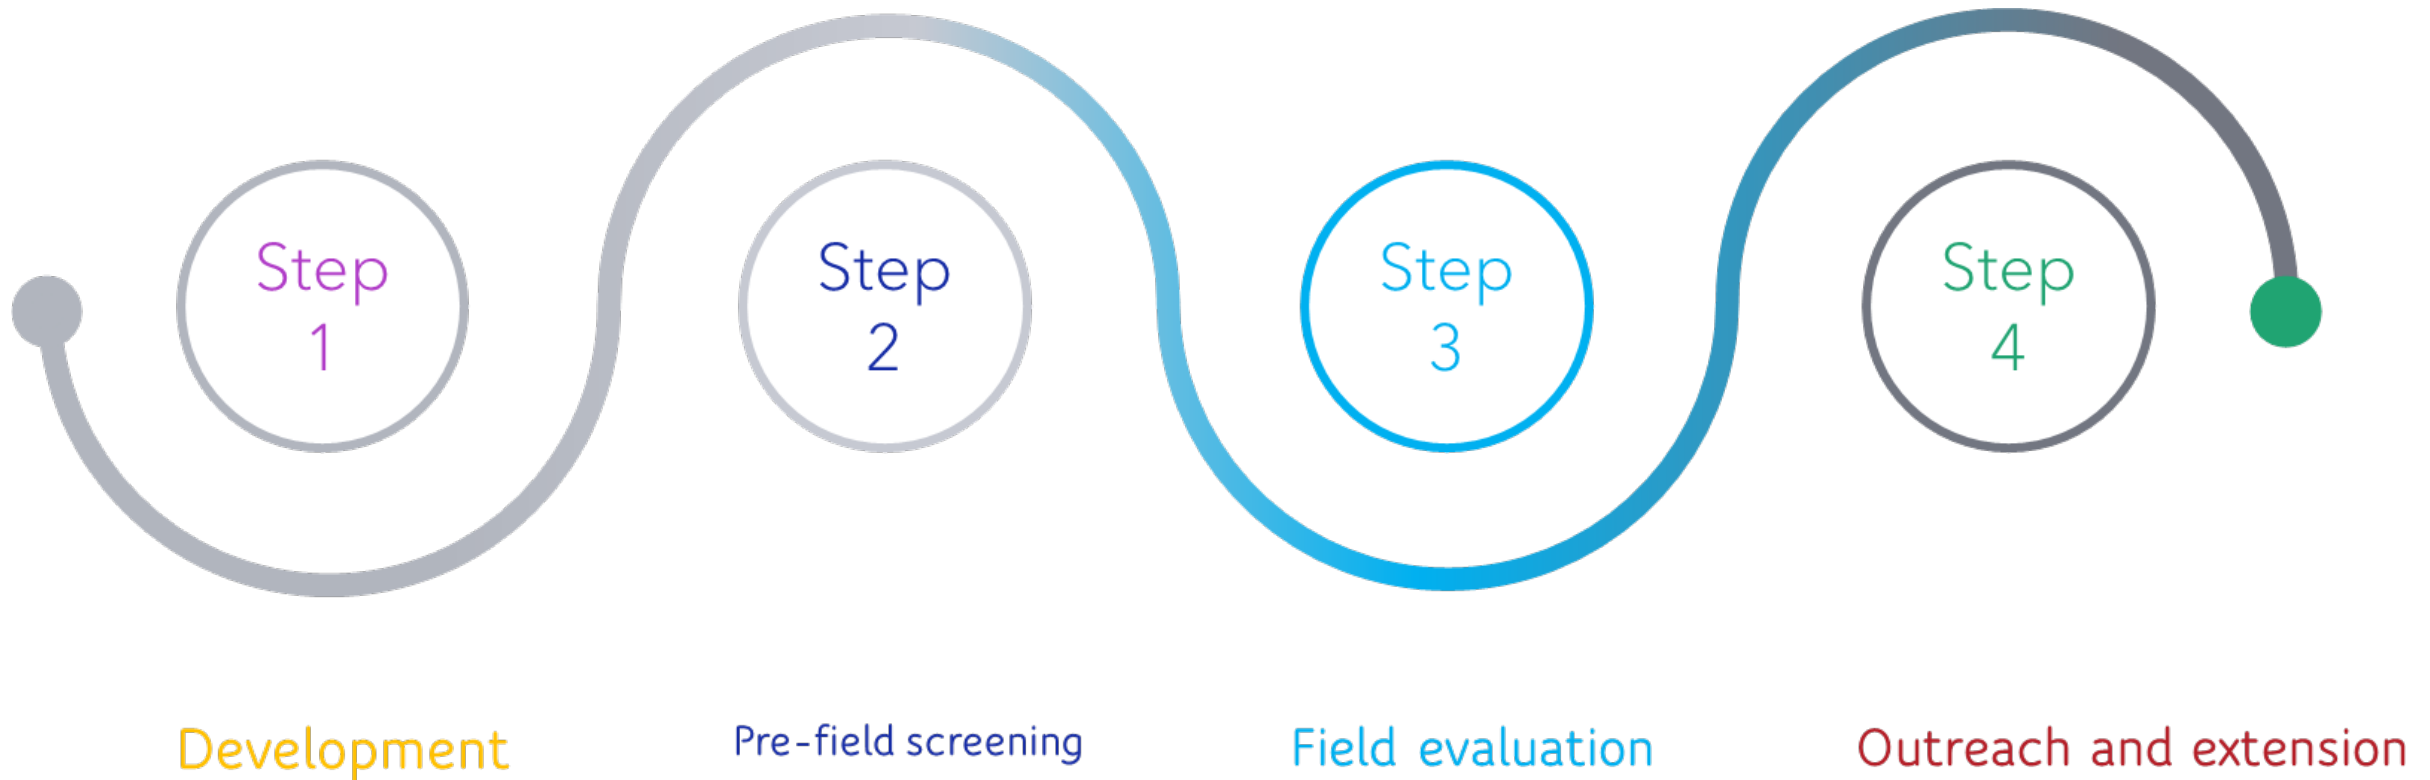 Step
1
Step
2
Step
3
Step
4
Development
Pre-field screening
Field evaluation
Outreach and extension